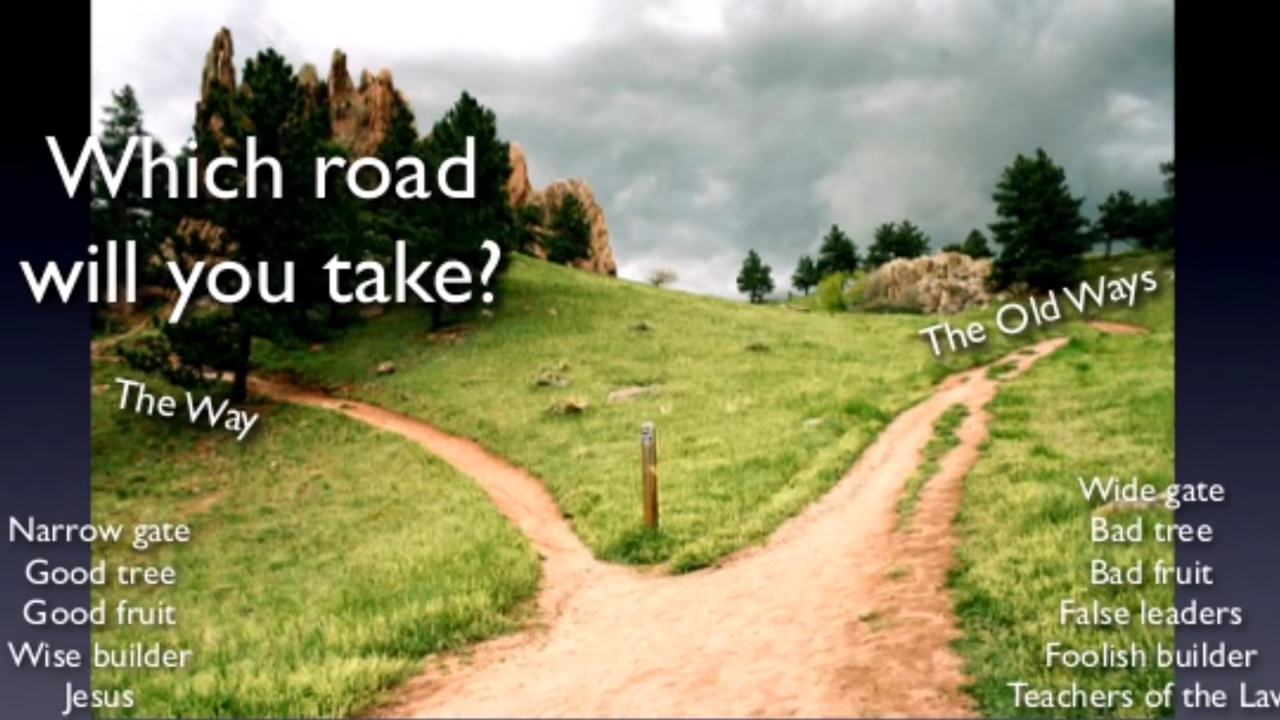 Which road
will you take?
The Old Ways
The Way
Narrow gate
Good tree
Good fruit
Wise builder
Jesus
Wide gate
Bad tree
Bad fruit
False leaders
Foolish builder
Teachers of the Law